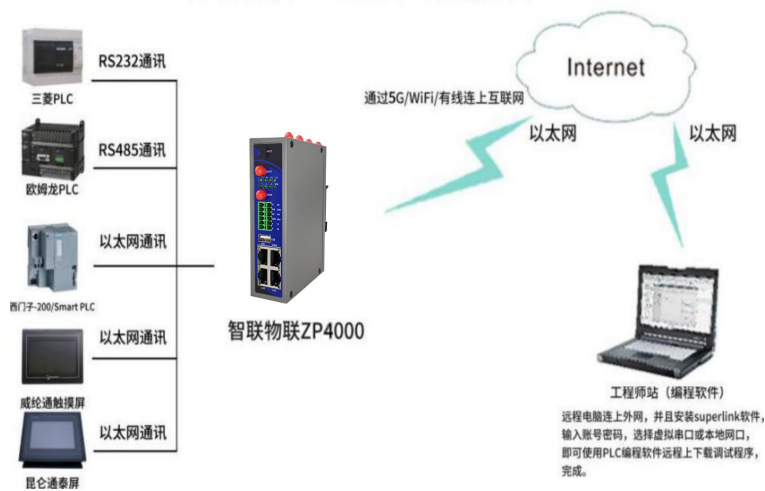 RS232通讯
三菱PLC
RS485通讯
欧姆龙PLC
以太网通讯
西门子-200/Smart PLC
以太网通讯
威纶通触摸屏
以太网通讯
昆仑通泰屏
智联物联ZP4000
通过5G/WiFi/有线连上互联网
Internet
以太网
以太网
工程师站（编程软件）
远程电脑连上外网，并且安装superlink软件，
输入账号密码，选择虚拟串口或本地网口，
即可使用PLC编程软件远程上下载调试程序，
完成。